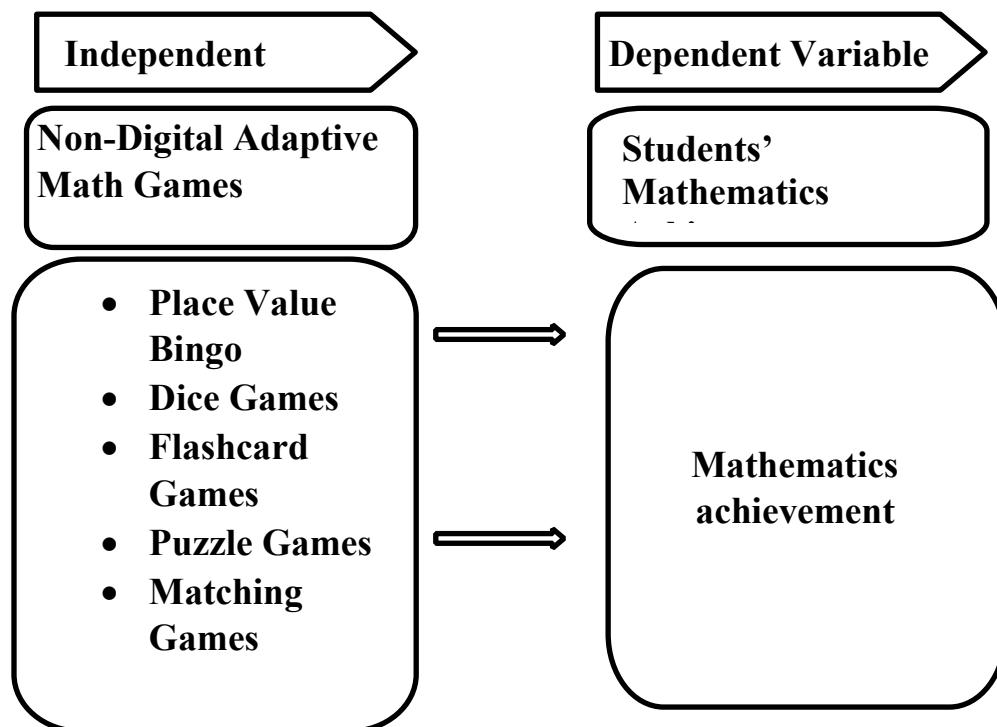 Independent
Dependent Variable
Non-Digital Adaptive
Math Games
Students’
Mathematics
• Place Value
Bingo
• Dice Games
• Flashcard
Games
• Puzzle Games
• Matching
Games
Mathematics
achievement